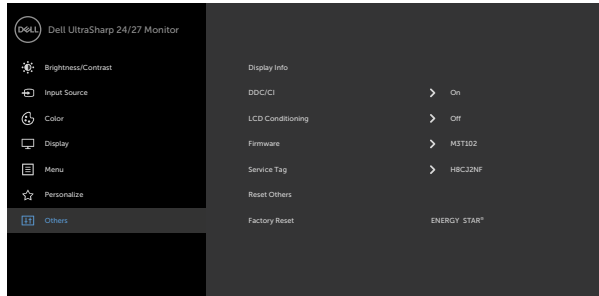 DELL Dell UltraSharp 24/27 Monitor
Brightness/Contrast Display Info
Input Source DDC/CI On
Color LCD Conditioning Off
Display Firmware M3T102
Menu Service Tag H8CJ2NF
Personalize Reset Others
Others Factory Reset ENERGY STAR®